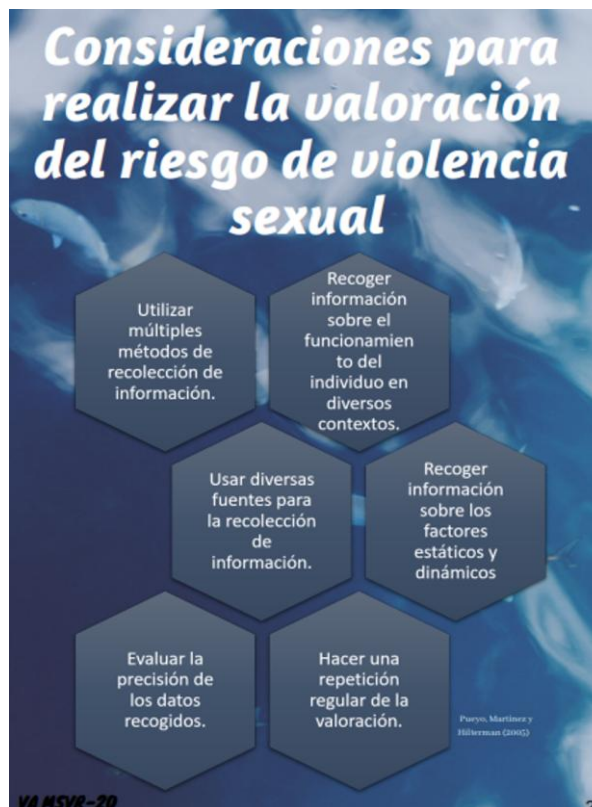 Consideraciones para
realizar la valoración
del riesgo de violencia
sexual
Utilizar
múltiples
métodos de
recolección de
información.
Recoger
información
sobre el
funcionamien
to del
individuo en
diversos
contextos.
Usar diversas
fuentes para
la recolección
de
información.
Recoger
información
sobre los
factores
estáticos y
dinámicos
Evaluar la
precisión de
los datos
recogidos.
Hacer una
repetición
regular de la
valoración.
Pueyo, Martínez y
Hilterman (2005)